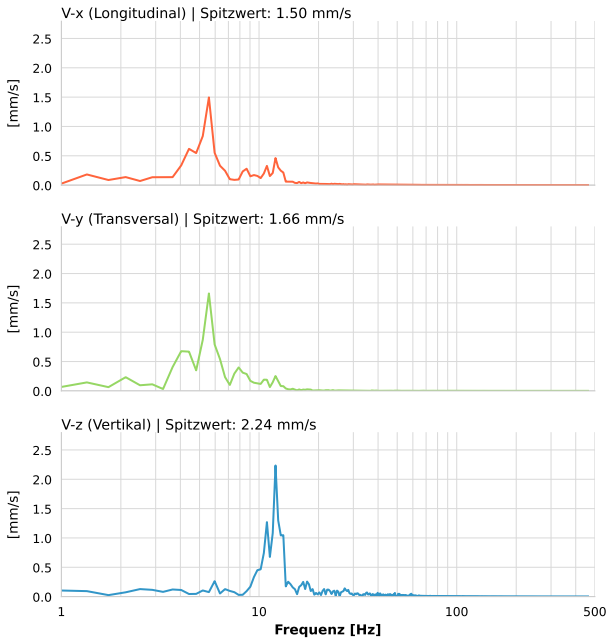 V-x (Longitudinal) | Spitzwert: 1.50 mm/s
2.5
2.0
1.5
1.0
0.5
0.0
[mm/s]
V-y (Transversal) | Spitzwert: 1.66 mm/s
2.5
2.0
1.5
1.0
0.5
0.0
[mm/s]
V-z (Vertikal) | Spitzwert: 2.24 mm/s
2.5
2.0
1.5
1.0
0.5
0.0
[mm/s]
1 10 100 500
Frequenz [Hz]